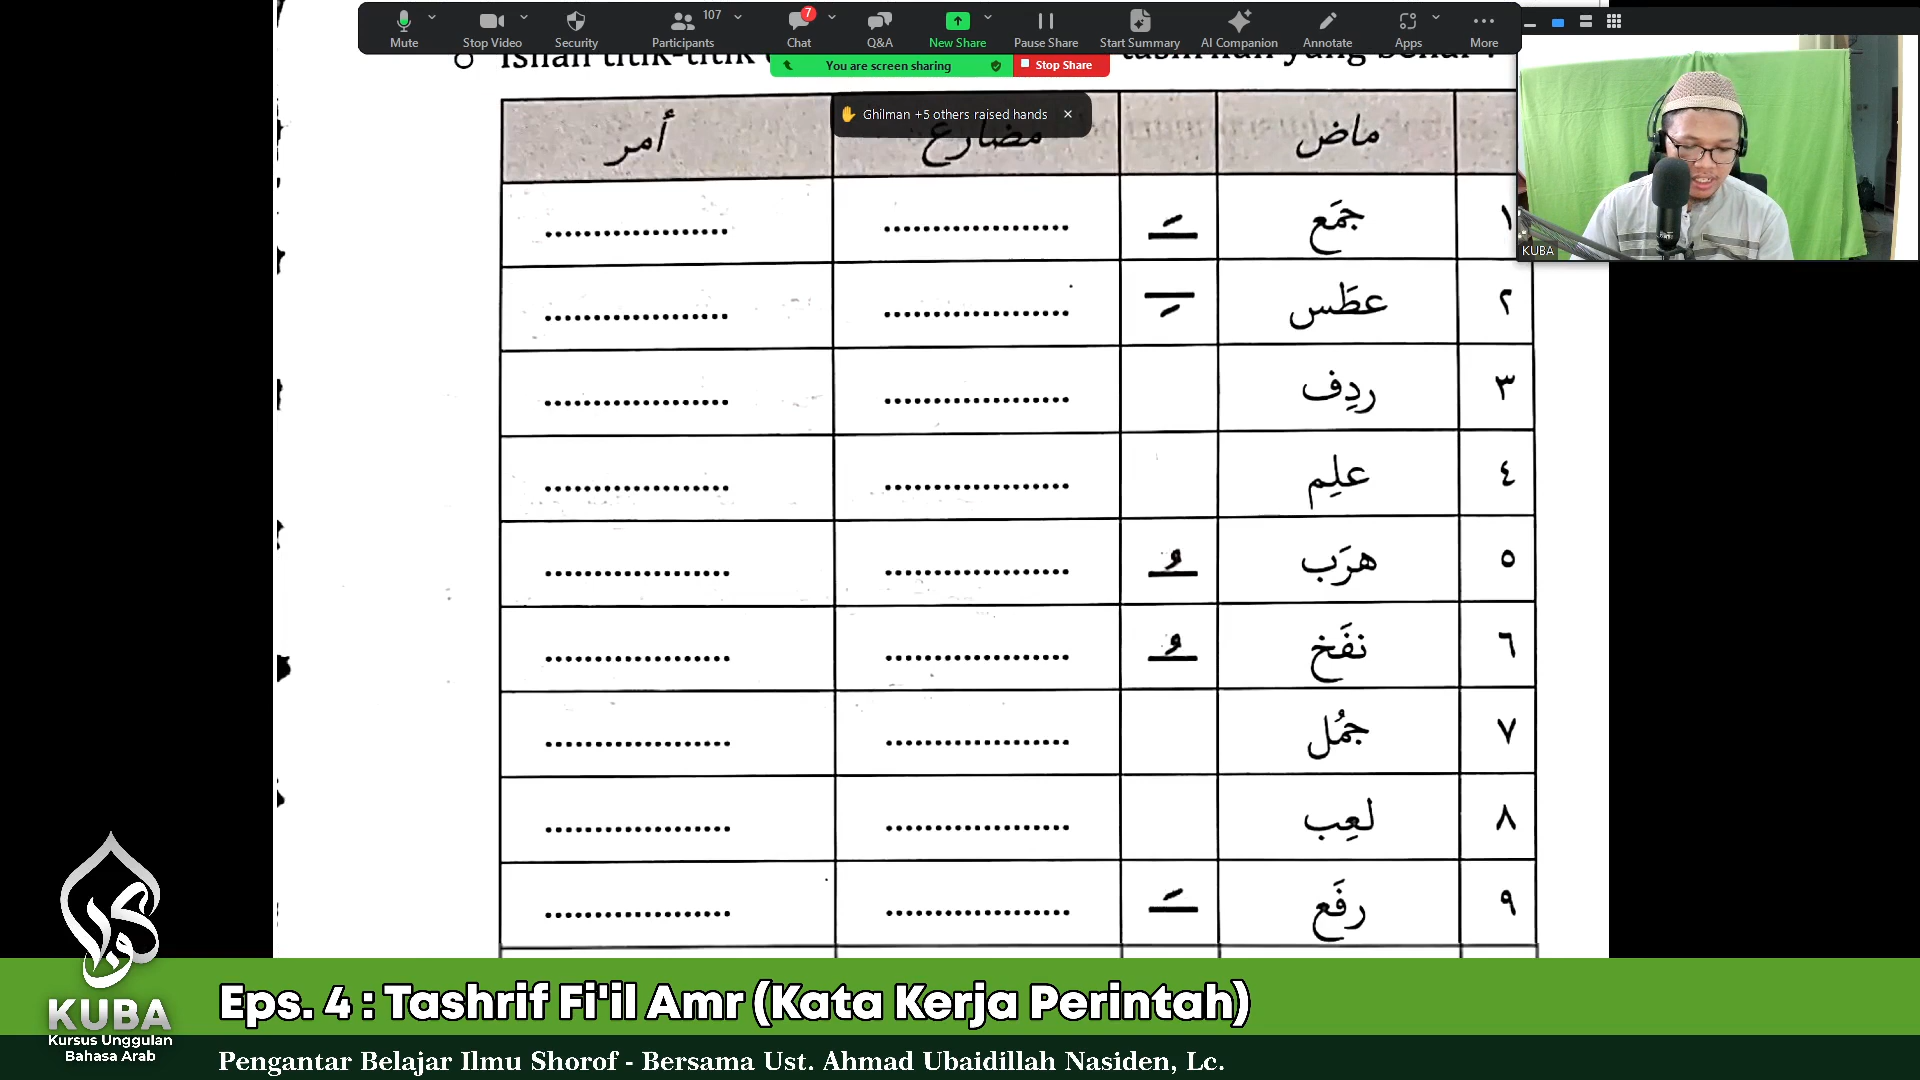 Mute
Stop Video
Security
Participants 107
Chat 7
Q&A
New Share
Pause Share
Start Summary
AI Companion
Annotate
Apps
More
You are screen sharing
Stop Share
Ghilman +5 others raised hands
KUBA
ماض مضارع أمر
١ جمَع ـَ .................. ..................
٢ عطَس ـِ .................. ..................
٣ ردِف .................. ..................
٤ علِم .................. ..................
٥ هرَب ـُ .................. ..................
٦ نفَخ ـُ .................. ..................
٧ جمُل .................. ..................
٨ لعِب .................. ..................
٩ رفَع ـَ .................. ..................
KUBA
Kursus Unggulan
Bahasa Arab
Eps. 4 : Tashrif Fi'il Amr (Kata Kerja Perintah)
Pengantar Belajar Ilmu Shorof - Bersama Ust. Ahmad Ubaidillah Nasiden, Lc.